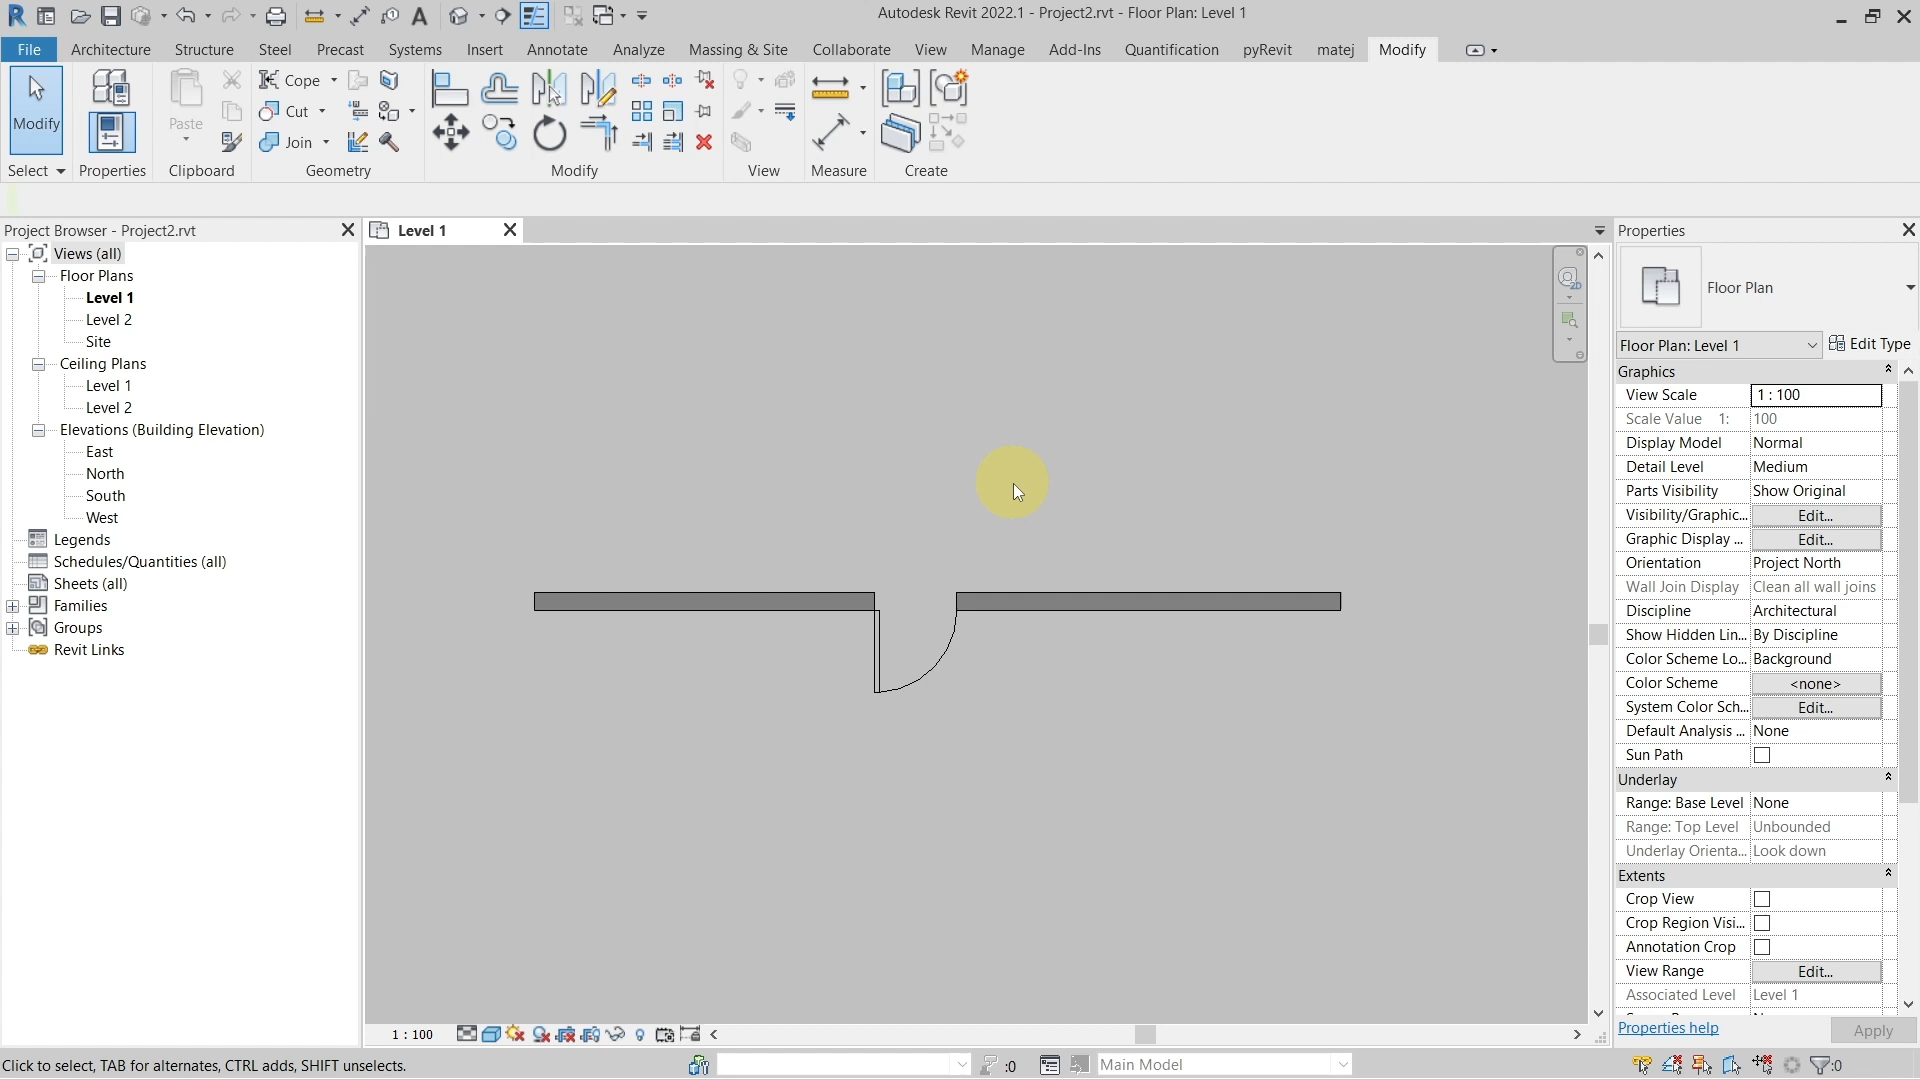 Autodesk Revit 2022.1 - Project2.rvt - Floor Plan: Level 1
File Architecture Structure Steel Precast Systems Insert Annotate Analyze Massing & Site Collaborate View Manage Add-Ins Quantification pyRevit matej Modify
Modify
Paste
Cope
Cut
Join
Select Properties Clipboard Geometry Modify View Measure Create
Project Browser - Project2.rvt
Views (all)
Floor Plans
Level 1
Level 2
Site
Ceiling Plans
Level 1
Level 2
Elevations (Building Elevation)
East
North
South
West
Legends
Schedules/Quantities (all)
Sheets (all)
Families
Groups
Revit Links
Level 1
2D
1 : 100
Properties
Floor Plan
Floor Plan: Level 1 Edit Type
Graphics
View Scale 1 : 100
Scale Value 1: 100
Display Model Normal
Detail Level Medium
Parts Visibility Show Original
Visibility/Graphic... Edit...
Graphic Display ... Edit...
Orientation Project North
Wall Join Display Clean all wall joins
Discipline Architectural
Show Hidden Lin... By Discipline
Color Scheme Lo... Background
Color Scheme <none>
System Color Sch... Edit...
Default Analysis ... None
Sun Path
Underlay
Range: Base Level None
Range: Top Level Unbounded
Underlay Orienta... Look down
Extents
Crop View
Crop Region Visi...
Annotation Crop
View Range Edit...
Associated Level Level 1
Properties help Apply
Click to select, TAB for alternates, CTRL adds, SHIFT unselects. :0 Main Model :0